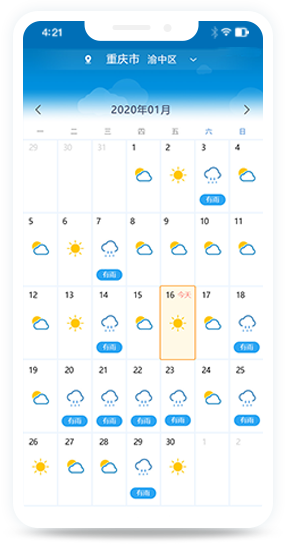 4:21
重庆市 渝中区
2020年01月
一 二 三 四 五 六 日
29 30 31 1 2 3 4
有雨
5 6 7 8 9 10 11
有雨
12 13 14 15 16 今天 17 18
有雨 有雨
19 20 21 22 23 24 25
有雨 有雨 有雨 有雨 有雨
26 27 28 29 30 1 2
有雨